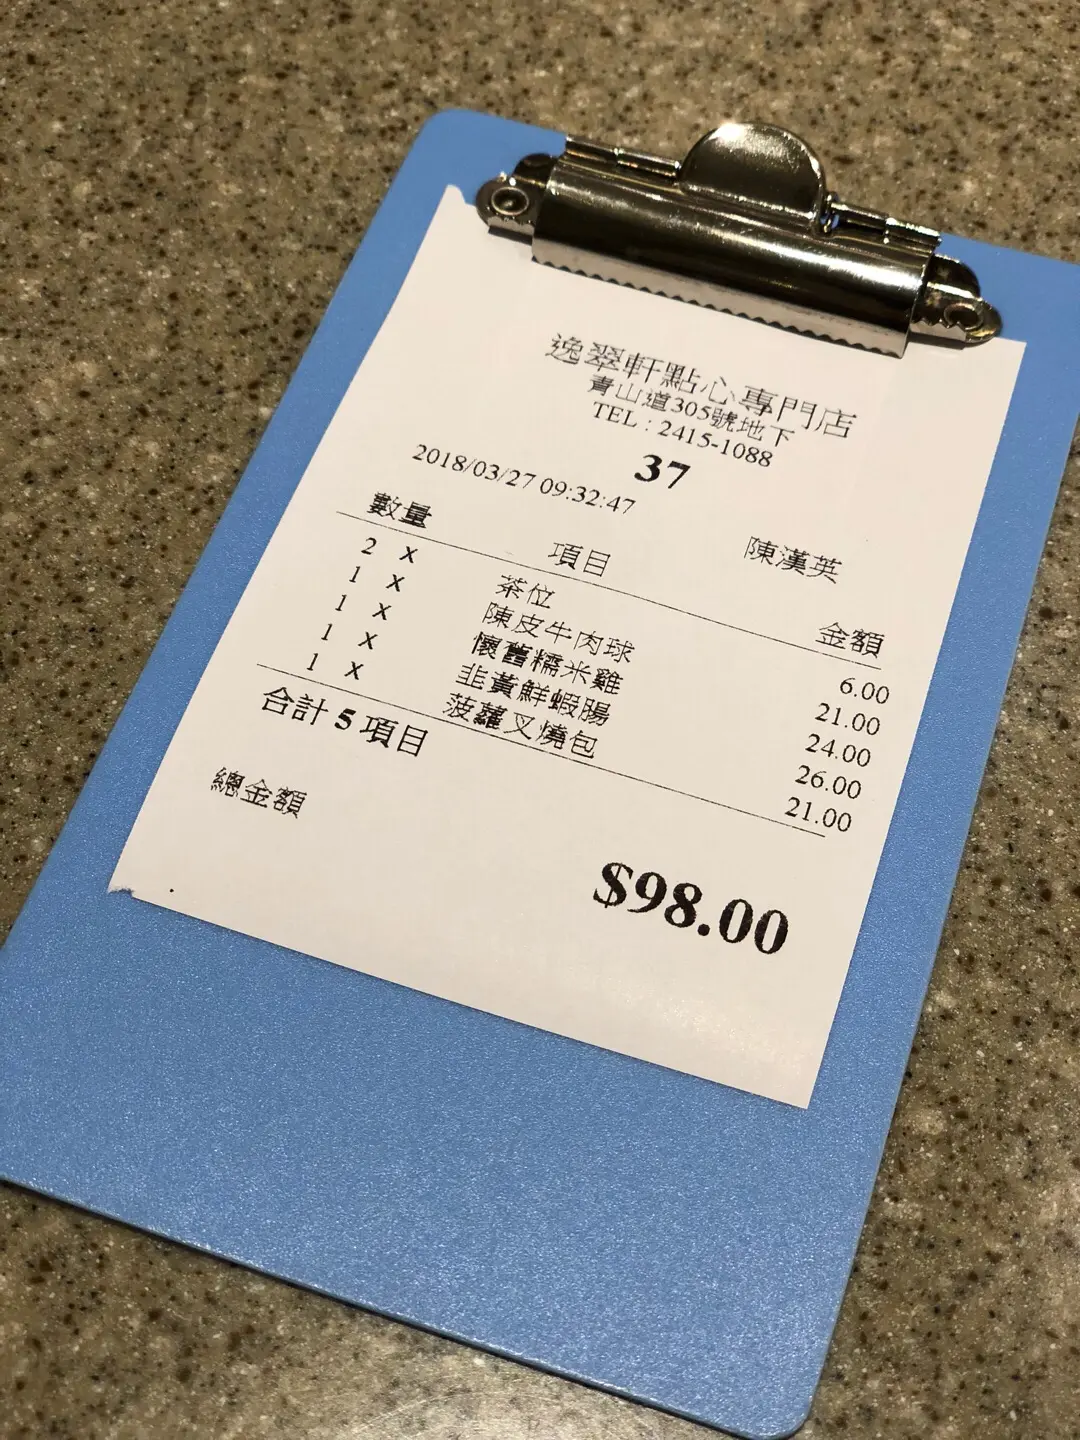 逸翠軒點心專門店
青山道305號地下
TEL : 2415-1088
37
2018/03/27 09:32:47
陳漢英
數量 項目 金額
2 x 茶位 6.00
1 x 陳皮牛肉球 21.00
1 x 懷舊糯米雞 24.00
1 x 韭黃鮮蝦腸 26.00
1 x 菠蘿叉燒包 21.00
合計 5 項目
總金額
$98.00